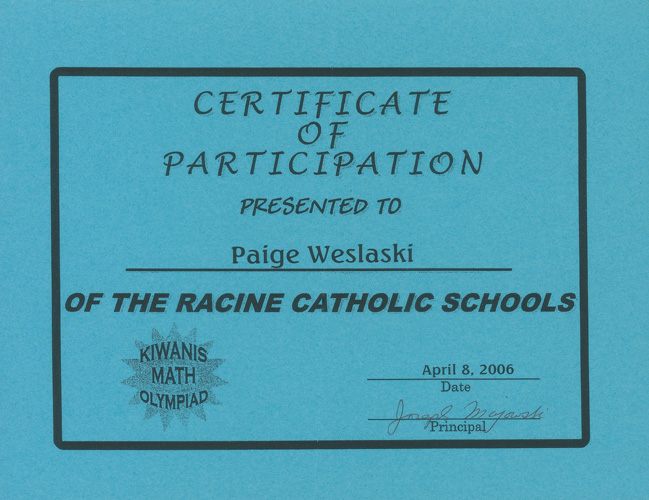 CERTIFICATE
OF
PARTICIPATION
PRESENTED TO
Paige Weslaski
OF THE RACINE CATHOLIC SCHOOLS
KIWANIS
MATH
OLYMPIAD
April 8, 2006
Date
Joseph
Principal